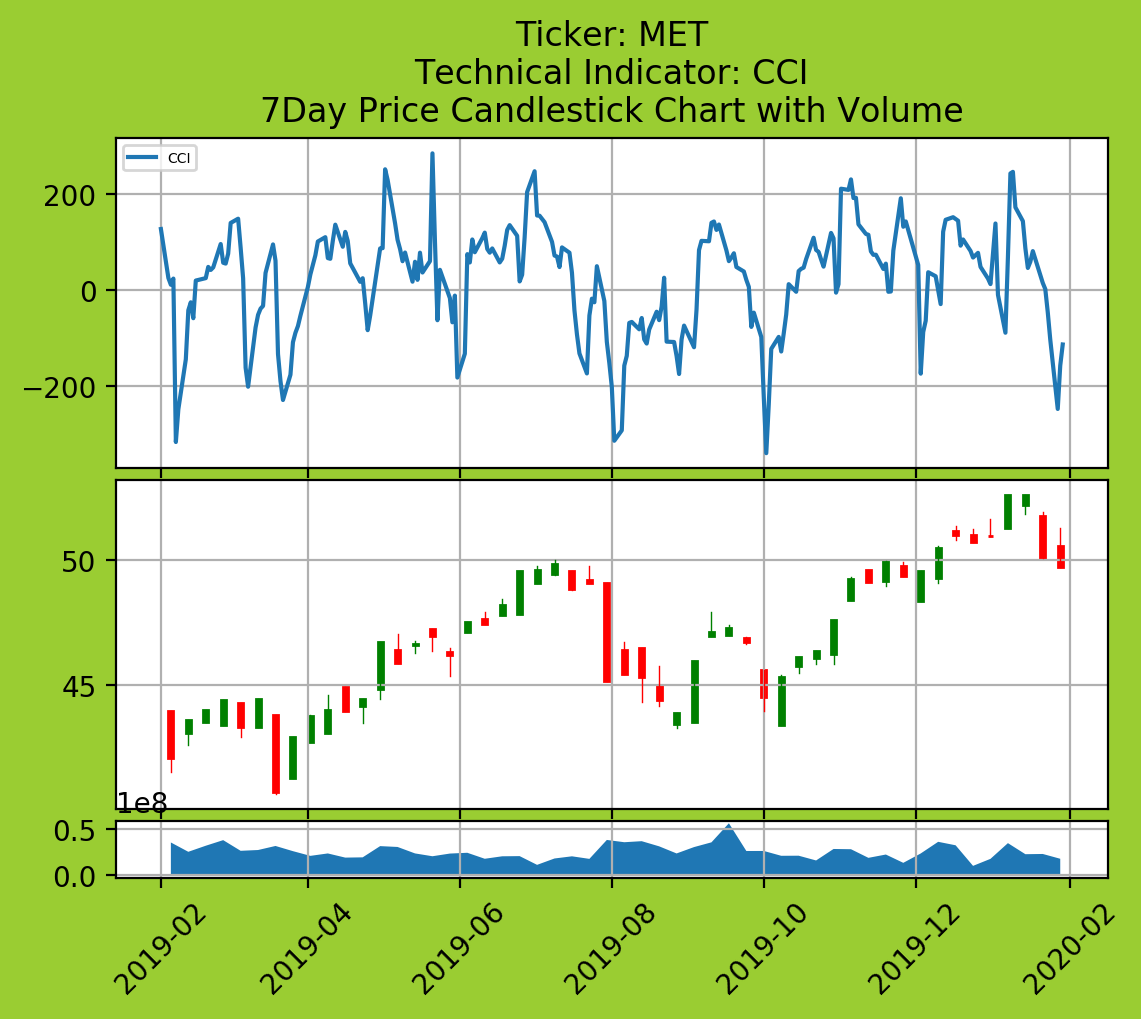 Ticker: MET
Technical Indicator: CCI
7Day Price Candlestick Chart with Volume
CCI
200
0
−200
50
45
1e8
0.5
0.0
2019-02
2019-04
2019-06
2019-08
2019-10
2019-12
2020-02